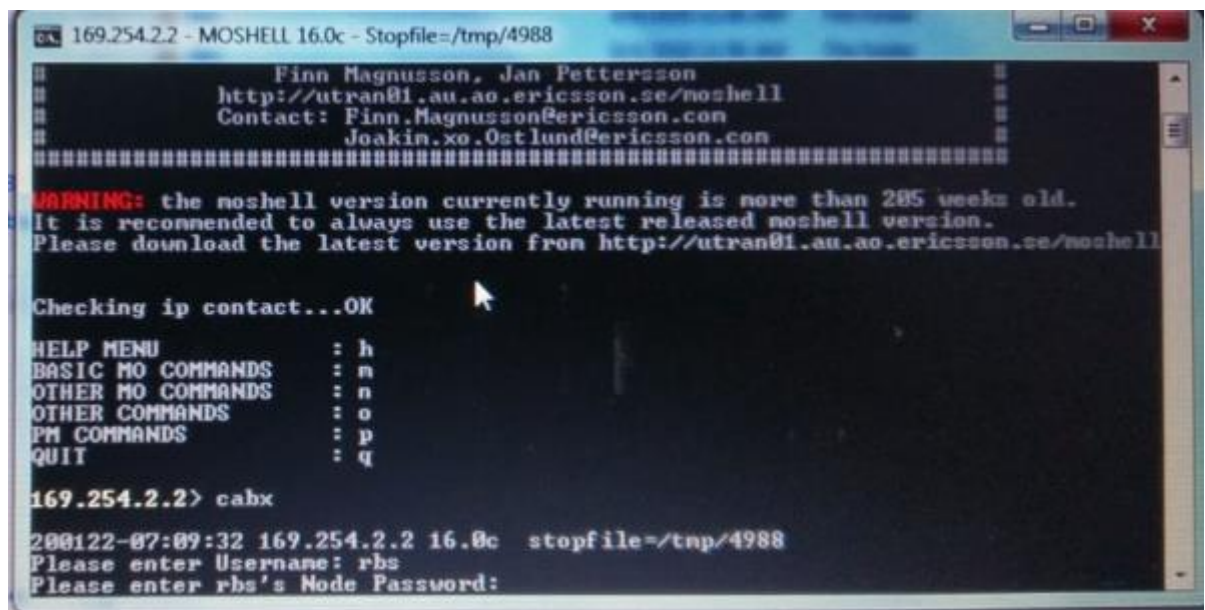 169.254.2.2 - MOSHELL 16.0c - Stopfile=/tmp/4988
# Finn Magnusson, Jan Pettersson #
# http://utran01.au.ao.ericsson.se/moshell #
# Contact: Finn.Magnusson@ericsson.com #
# Joakim.xo.Ostlund@ericsson.com #
####################################################################
WARNING: the moshell version currently running is more than 205 weeks old.
It is recommended to always use the latest released moshell version.
Please download the latest version from http://utran01.au.ao.ericsson.se/moshell
Checking ip contact...OK
HELP MENU : h
BASIC MO COMMANDS : m
OTHER MO COMMANDS : n
OTHER COMMANDS : o
PM COMMANDS : p
QUIT : q
169.254.2.2> cabx
200122-07:09:32 169.254.2.2 16.0c stopfile=/tmp/4988
Please enter Username: rbs
Please enter rbs's Node Password: